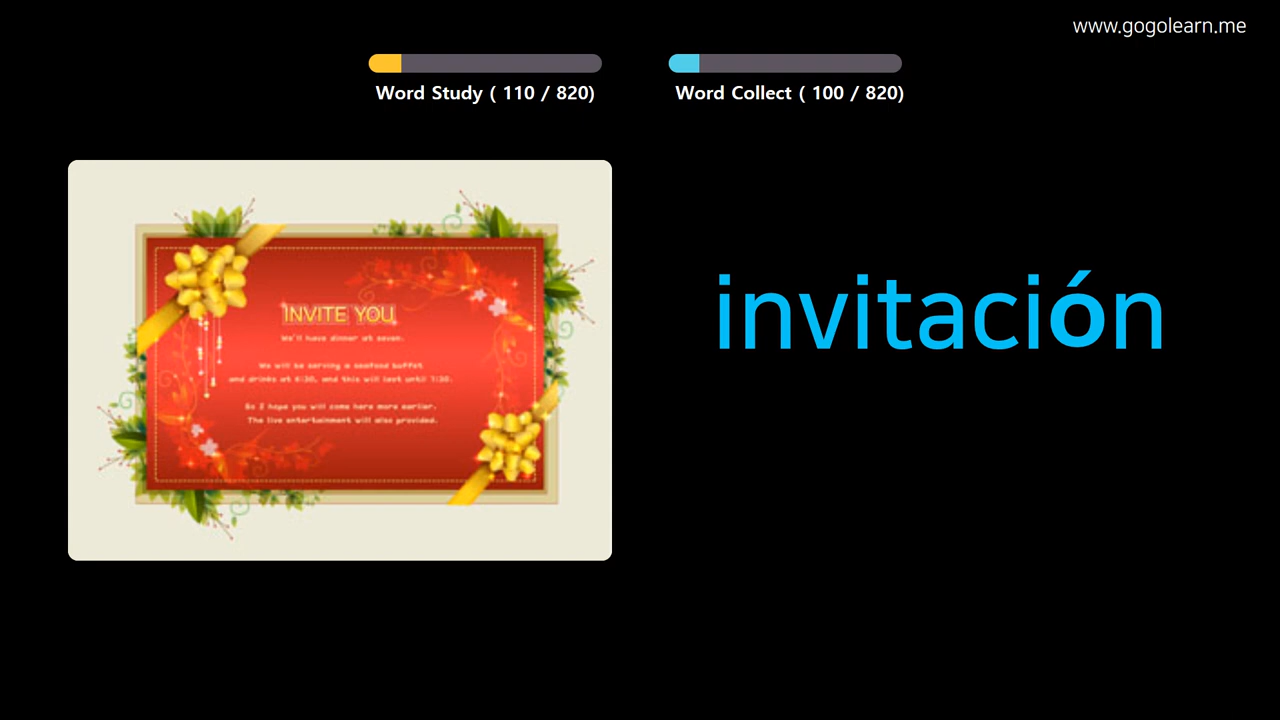 www.gogolearn.me
Word Study ( 110 / 820)
Word Collect ( 100 / 820)
INVITE YOU
We'll have dinner at seven.
We will be serving a seafood buffet
and drinks at 6:30, and this will last until 1:30.
So I hope you will come here more earlier.
The live entertainment will also provided.
invitación